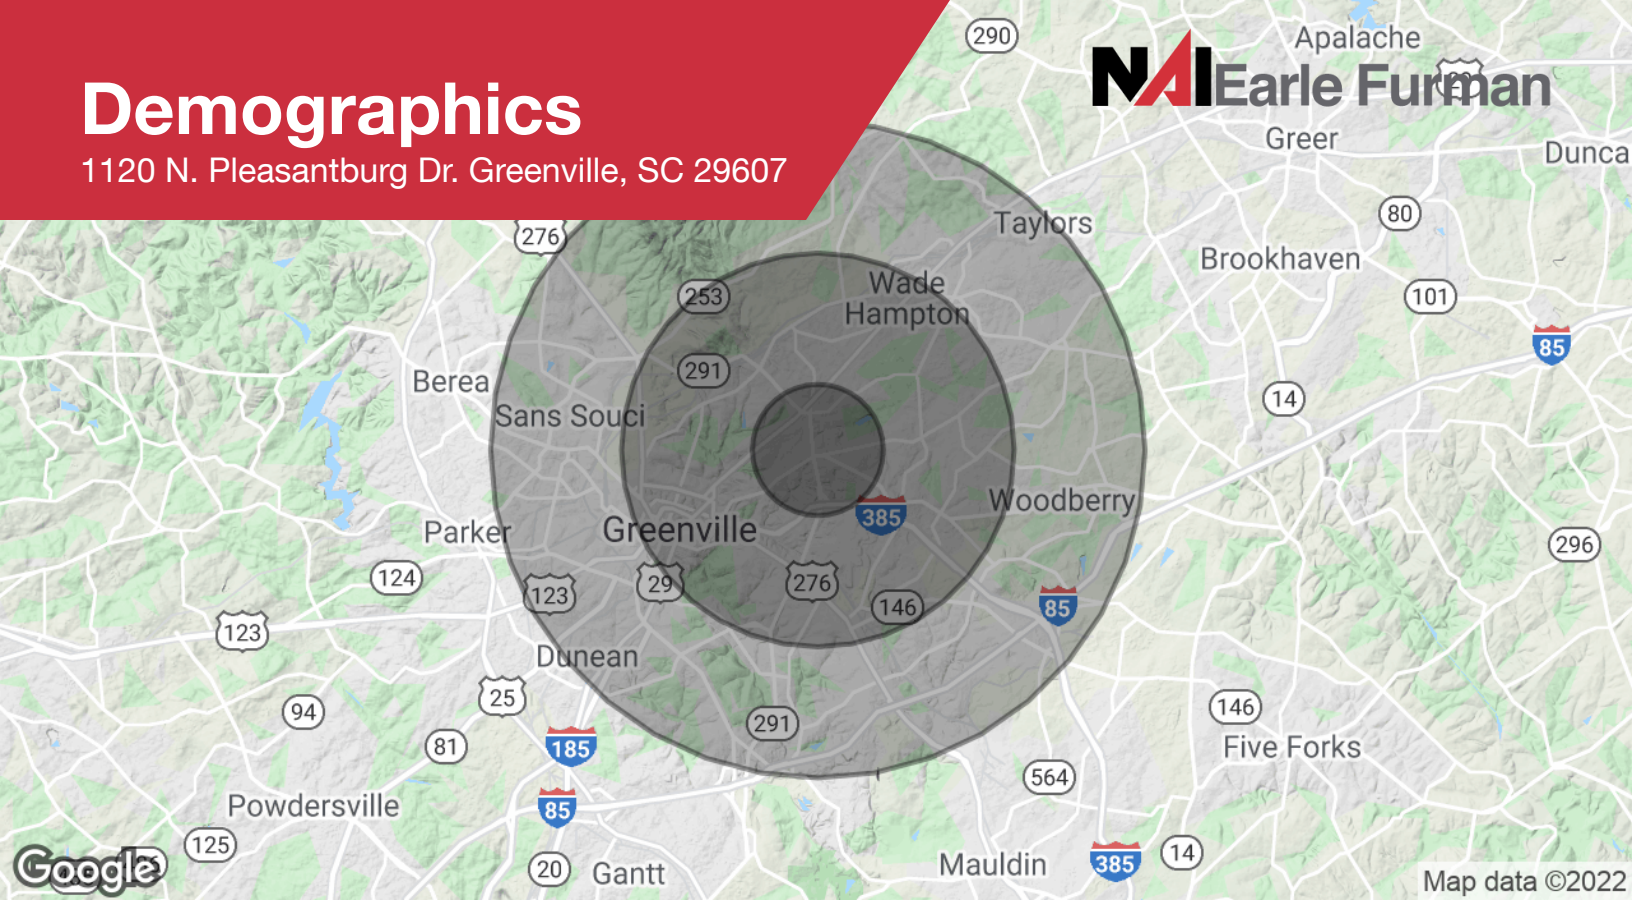 Demographics
1120 N. Pleasantburg Dr. Greenville, SC 29607
NAI Earle Furman
290
Apalache
Greer
Dunca
80
Taylors
276
Brookhaven
Wade
Hampton
253
101
85
291
Berea
14
Sans Souci
Woodberry
385
Greenville
Parker
296
124
29
276
123
146
85
123
Dunean
25
94
146
291
81
185
Five Forks
564
Powdersville
85
125
14
Mauldin
385
20
Gantt
Google
Map data ©2022